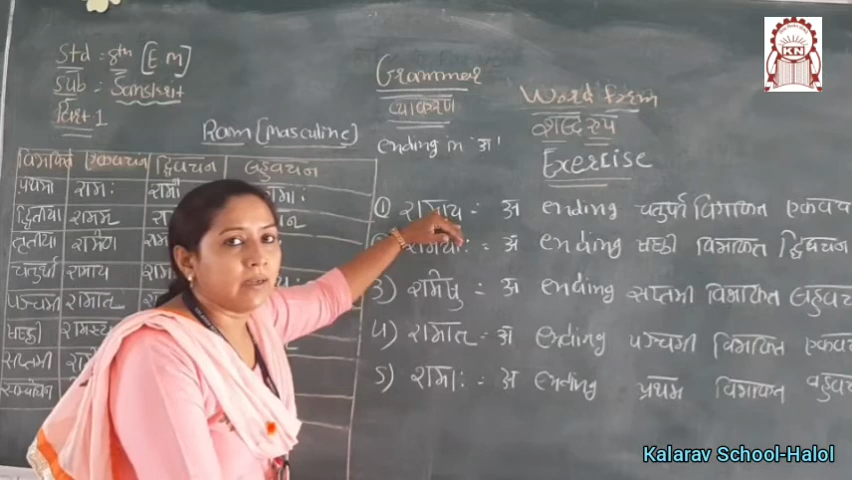 Std = 8th [E M]
Sub = Sanskrit
Grammer
व्याकरण
Word form
शब्द रूप
Ram [Masculine]
ending in 'अ'
Exercise
विभक्ति एकवचन द्विवचन बहुवचन
प्रथमा रामः रामौ
द्वितीया रामम्
तृतीया रामेण
चतुर्थी रामाय
पञ्चमी रामात्
षष्ठी रामस्य
सप्तमी
सम्बोधन
① रामाय = अ ending चतुर्थी विभक्ति एकवच
रामयोः = अ ending षष्ठी विभक्ति द्विवचन
3) रामेषु = अ ending सप्तमी विभक्ति बहुवच
4) रामात् = अ ending पञ्चमी विभक्ति एकवच
5) रामाः = अ ending प्रथम विभक्ति बहुवच
KN
Kalarav School-Halol